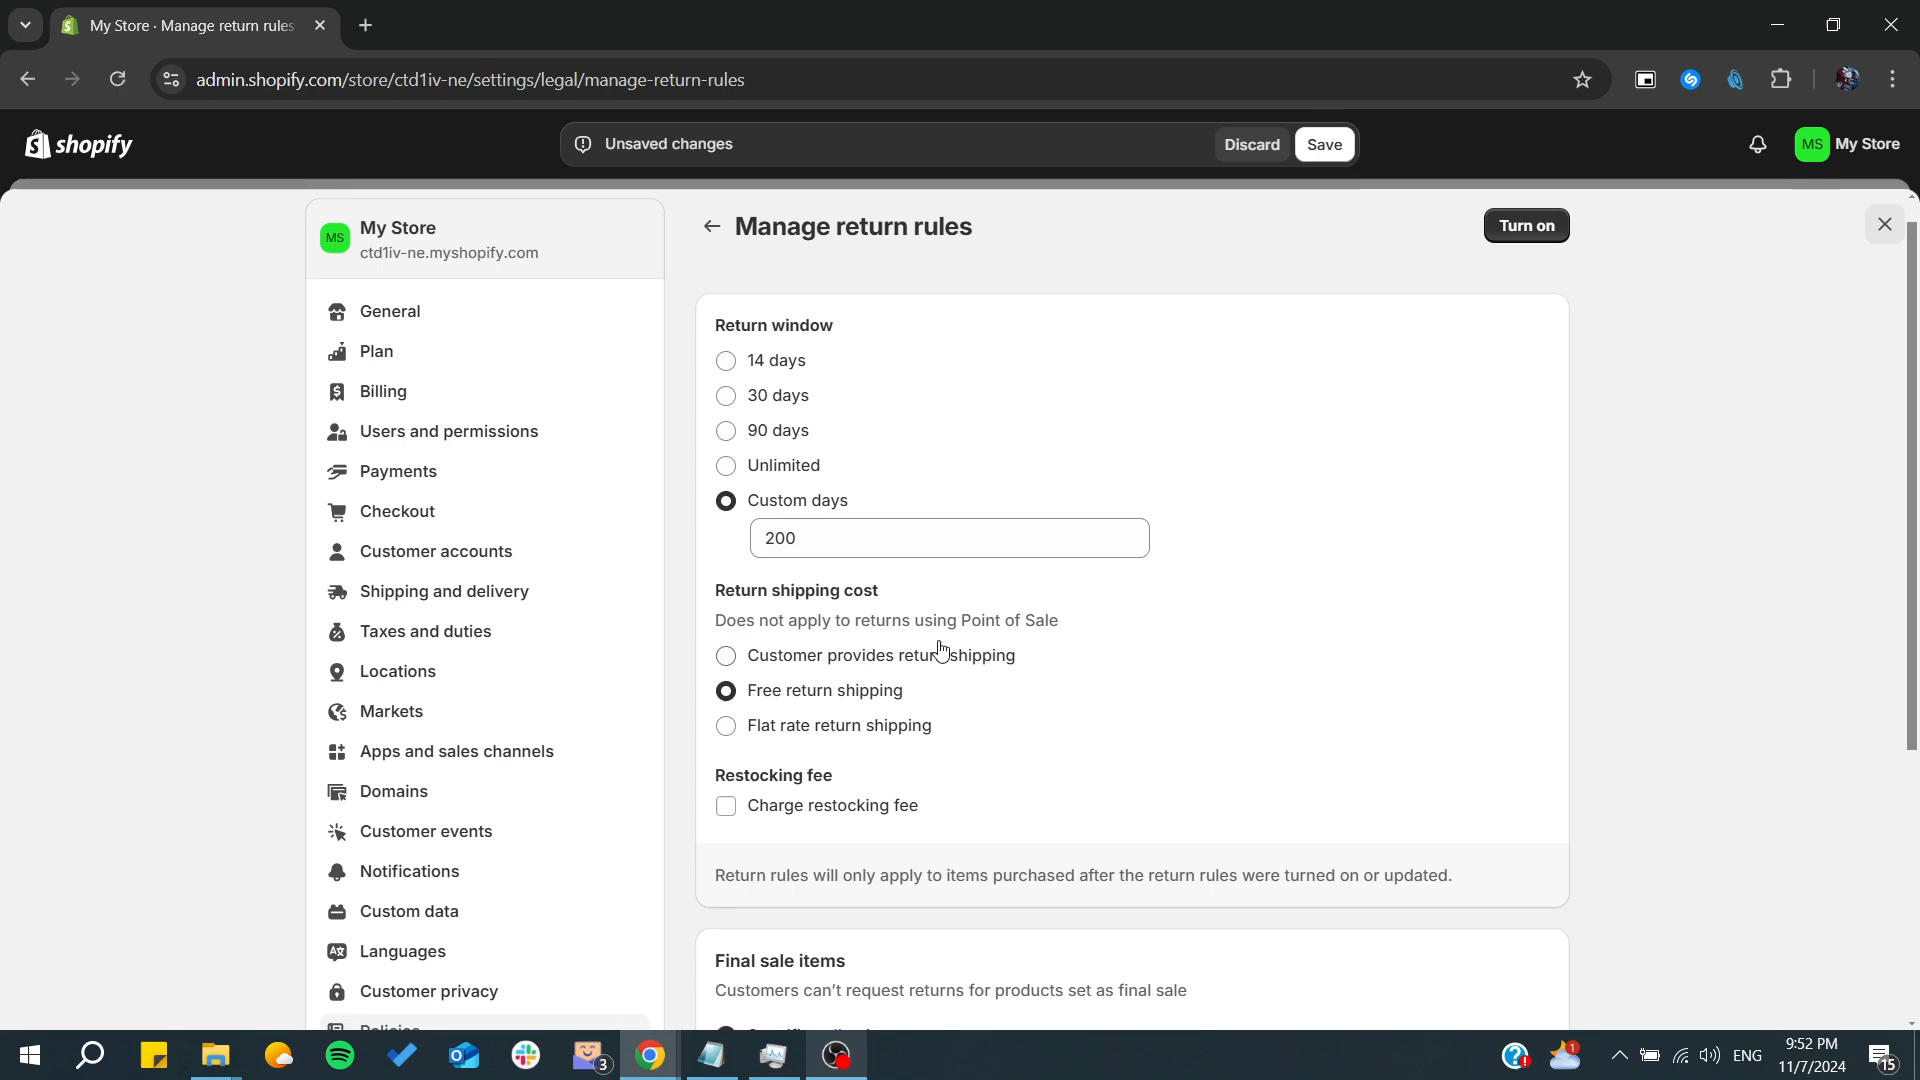 My Store · Manage return rules
admin.shopify.com/store/ctd1iv-ne/settings/legal/manage-return-rules
shopify
Unsaved changes
Discard
Save
MS
My Store
MS
My Store
ctd1iv-ne.myshopify.com
General
Plan
Billing
Users and permissions
Payments
Checkout
Customer accounts
Shipping and delivery
Taxes and duties
Locations
Markets
Apps and sales channels
Domains
Customer events
Notifications
Custom data
Languages
Customer privacy
Policies
Manage return rules
Turn on
Return window
14 days
30 days
90 days
Unlimited
Custom days
200
Return shipping cost
Does not apply to returns using Point of Sale
Customer provides return shipping
Free return shipping
Flat rate return shipping
Restocking fee
Charge restocking fee
Return rules will only apply to items purchased after the return rules were turned on or updated.
Final sale items
Customers can’t request returns for products set as final sale
3
1
ENG
9:52 PM
11/7/2024
15